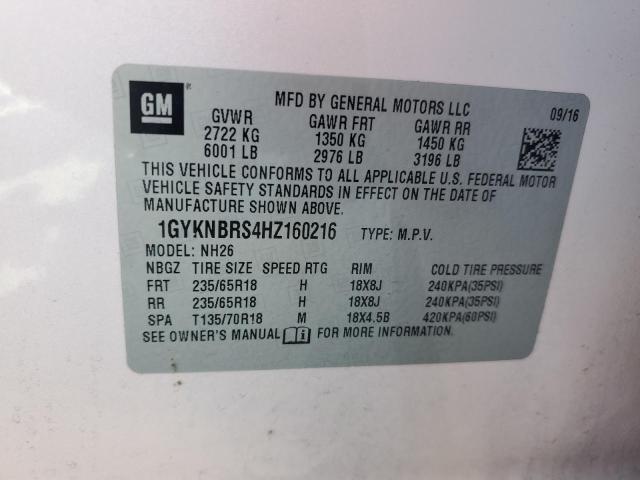 GM
MFD BY GENERAL MOTORS LLC
09/16
GVWR GAWR FRT GAWR RR
2722 KG 1350 KG 1450 KG
6001 LB 2976 LB 3196 LB
THIS VEHICLE CONFORMS TO ALL APPLICABLE U.S. FEDERAL MOTOR
VEHICLE SAFETY STANDARDS IN EFFECT ON THE DATE OF
MANUFACTURE SHOWN ABOVE.
1GYKNBRS4HZ160216 TYPE: M.P.V.
MODEL: NH26
NBGZ TIRE SIZE SPEED RTG RIM COLD TIRE PRESSURE
FRT 235/65R18 H 18X8J 240KPA(35PSI)
RR 235/65R18 H 18X8J 240KPA(35PSI)
SPA T135/70R18 M 18X4.5B 420KPA(60PSI)
SEE OWNER'S MANUAL FOR MORE INFORMATION.